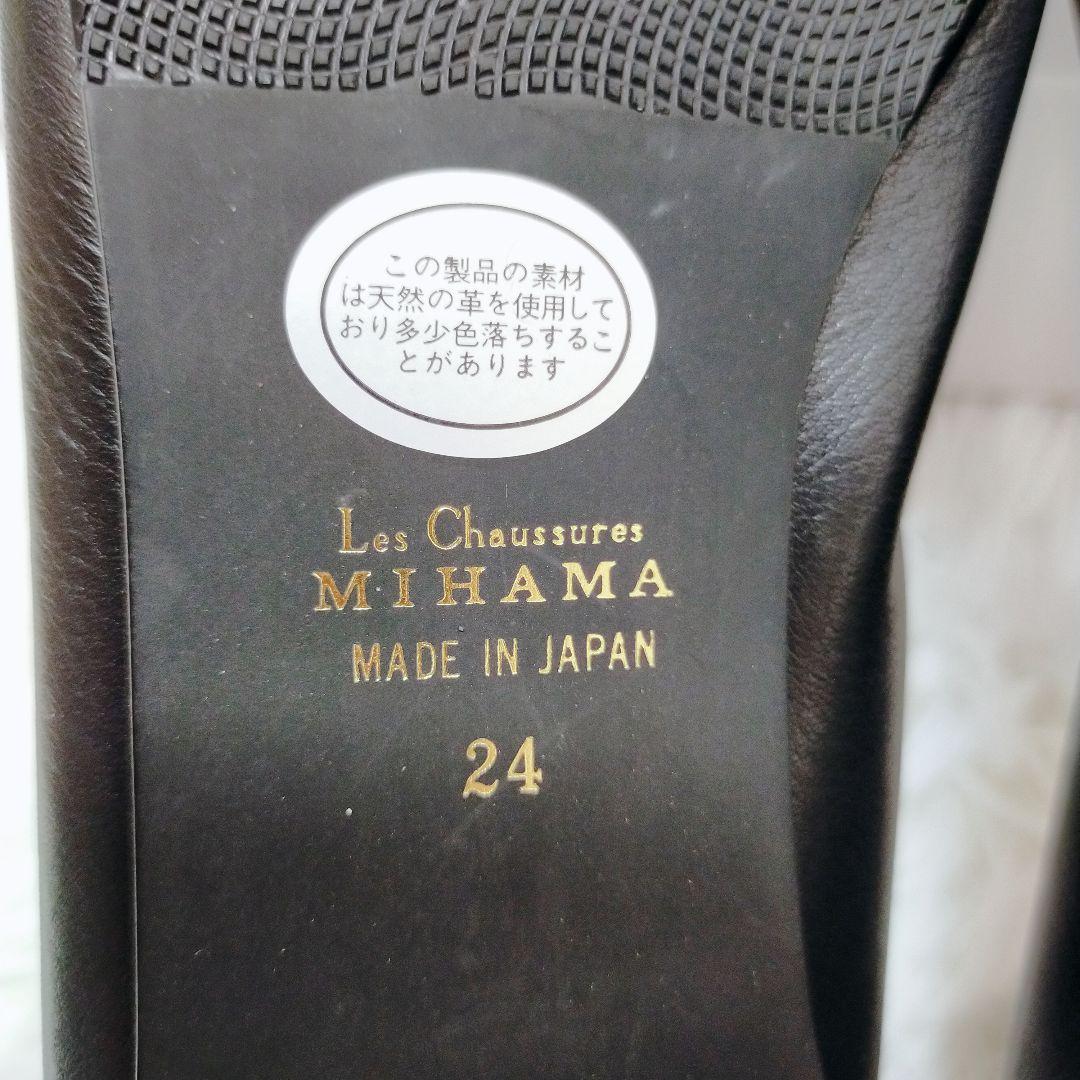 この製品の素材
は天然の革を使用して
おり多少色落ちするこ
とがあります
Les Chaussures
MIHAMA
MADE IN JAPAN
24